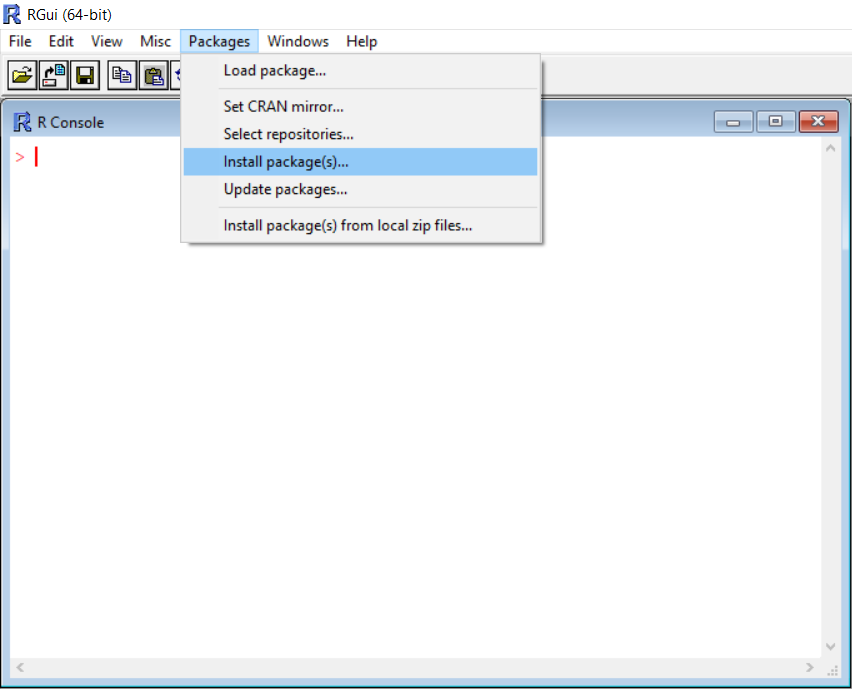 RGui (64-bit)
File Edit View Misc Packages Windows Help
Load package...
Set CRAN mirror...
Select repositories...
Install package(s)...
Update packages...
Install package(s) from local zip files...
R Console
>